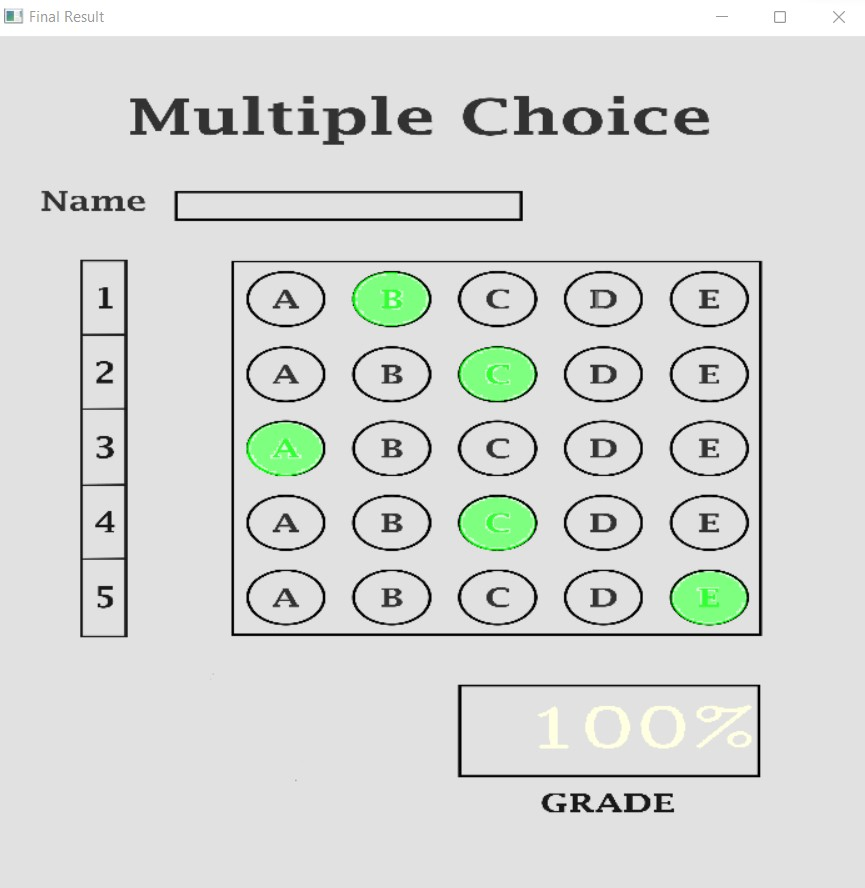 Final Result
Multiple Choice
Name
1 A B C D E
2 A B C D E
3 A B C D E
4 A B C D E
5 A B C D E
100%
GRADE